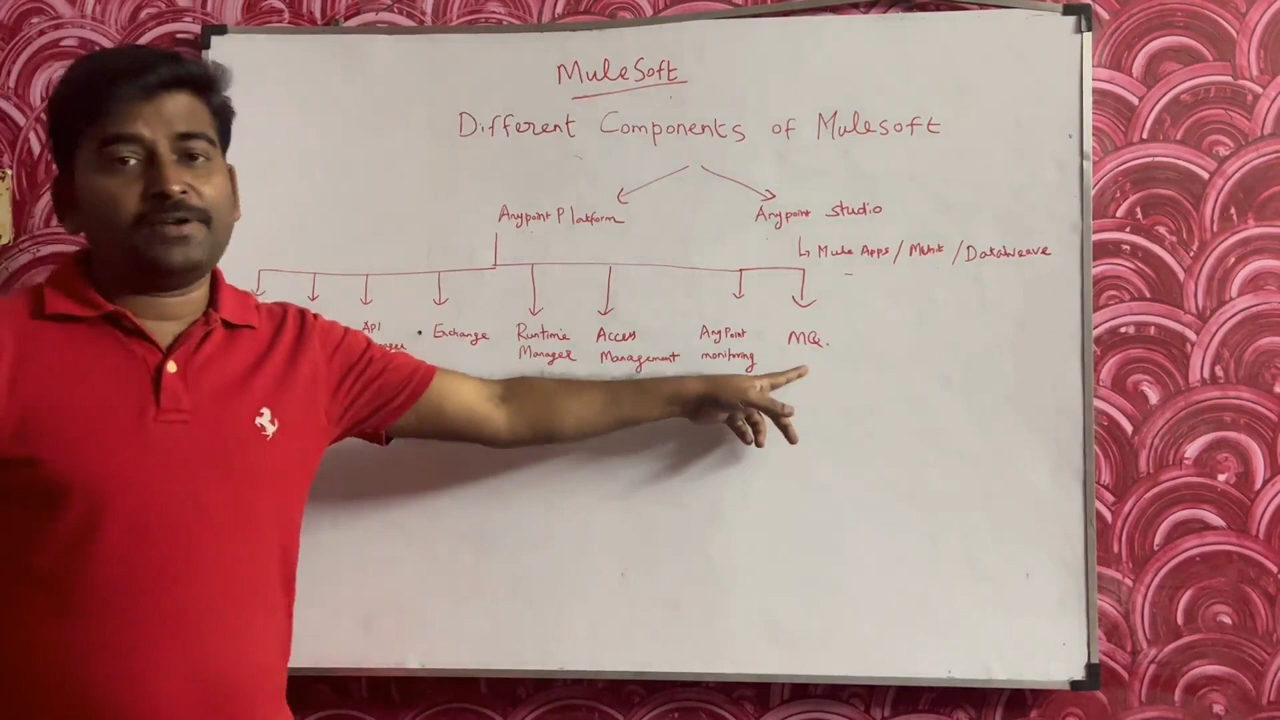 MuleSoft
Different Components of Mulesoft
Anypoint Platform
Anypoint studio
Mule Apps / MUnit / DataWeave
API
Exchange
Runtime
Manager
Access
Management
AnyPoint
monitoring
MQ.